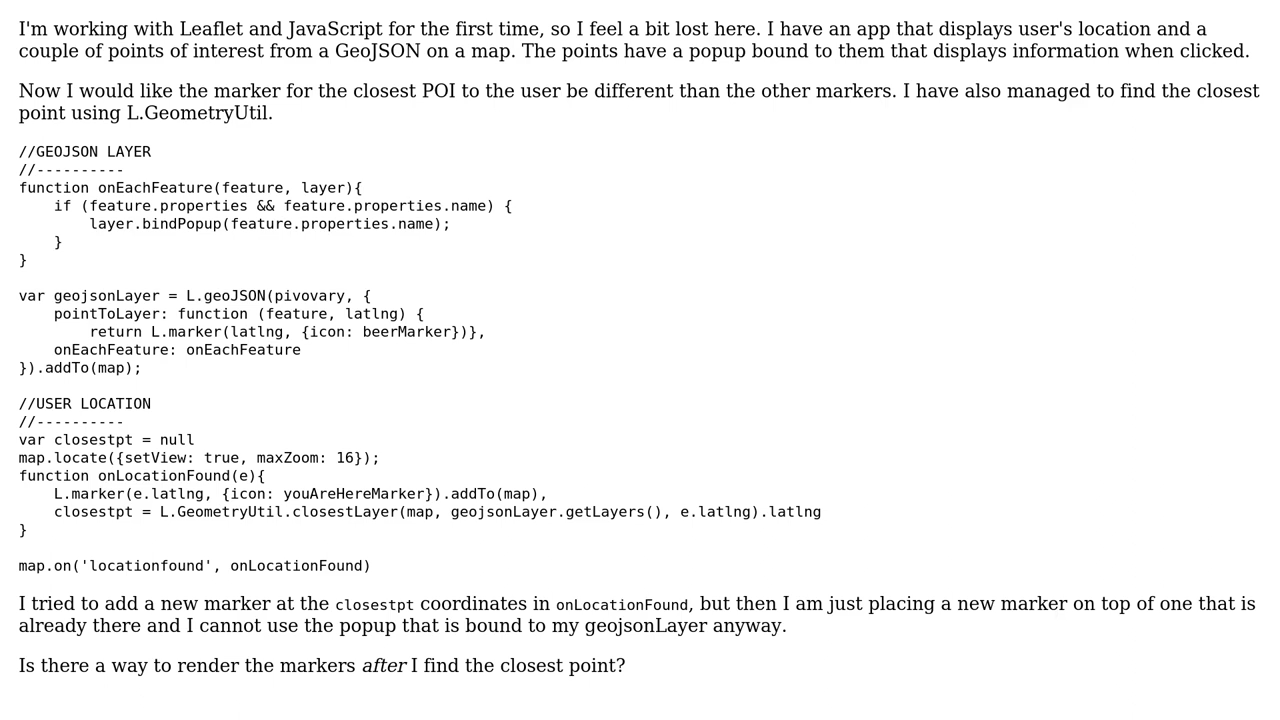 I'm working with Leaflet and JavaScript for the first time, so I feel a bit lost here. I have an app that displays user's location and a
couple of points of interest from a GeoJSON on a map. The points have a popup bound to them that displays information when clicked.
Now I would like the marker for the closest POI to the user be different than the other markers. I have also managed to find the closest
point using L.GeometryUtil.
//GEOJSON LAYER
//----------
function onEachFeature(feature, layer){
    if (feature.properties && feature.properties.name) {
        layer.bindPopup(feature.properties.name);
    }
}
var geojsonLayer = L.geoJSON(pivovary, {
    pointToLayer: function (feature, latlng) {
        return L.marker(latlng, {icon: beerMarker})},
    onEachFeature: onEachFeature
}).addTo(map);
//USER LOCATION
//----------
var closestpt = null
map.locate({setView: true, maxZoom: 16});
function onLocationFound(e){
    L.marker(e.latlng, {icon: youAreHereMarker}).addTo(map),
    closestpt = L.GeometryUtil.closestLayer(map, geojsonLayer.getLayers(), e.latlng).latlng
}
map.on('locationfound', onLocationFound)
I tried to add a new marker at the closestpt coordinates in onLocationFound, but then I am just placing a new marker on top of one that is
already there and I cannot use the popup that is bound to my geojsonLayer anyway.
Is there a way to render the markers after I find the closest point?